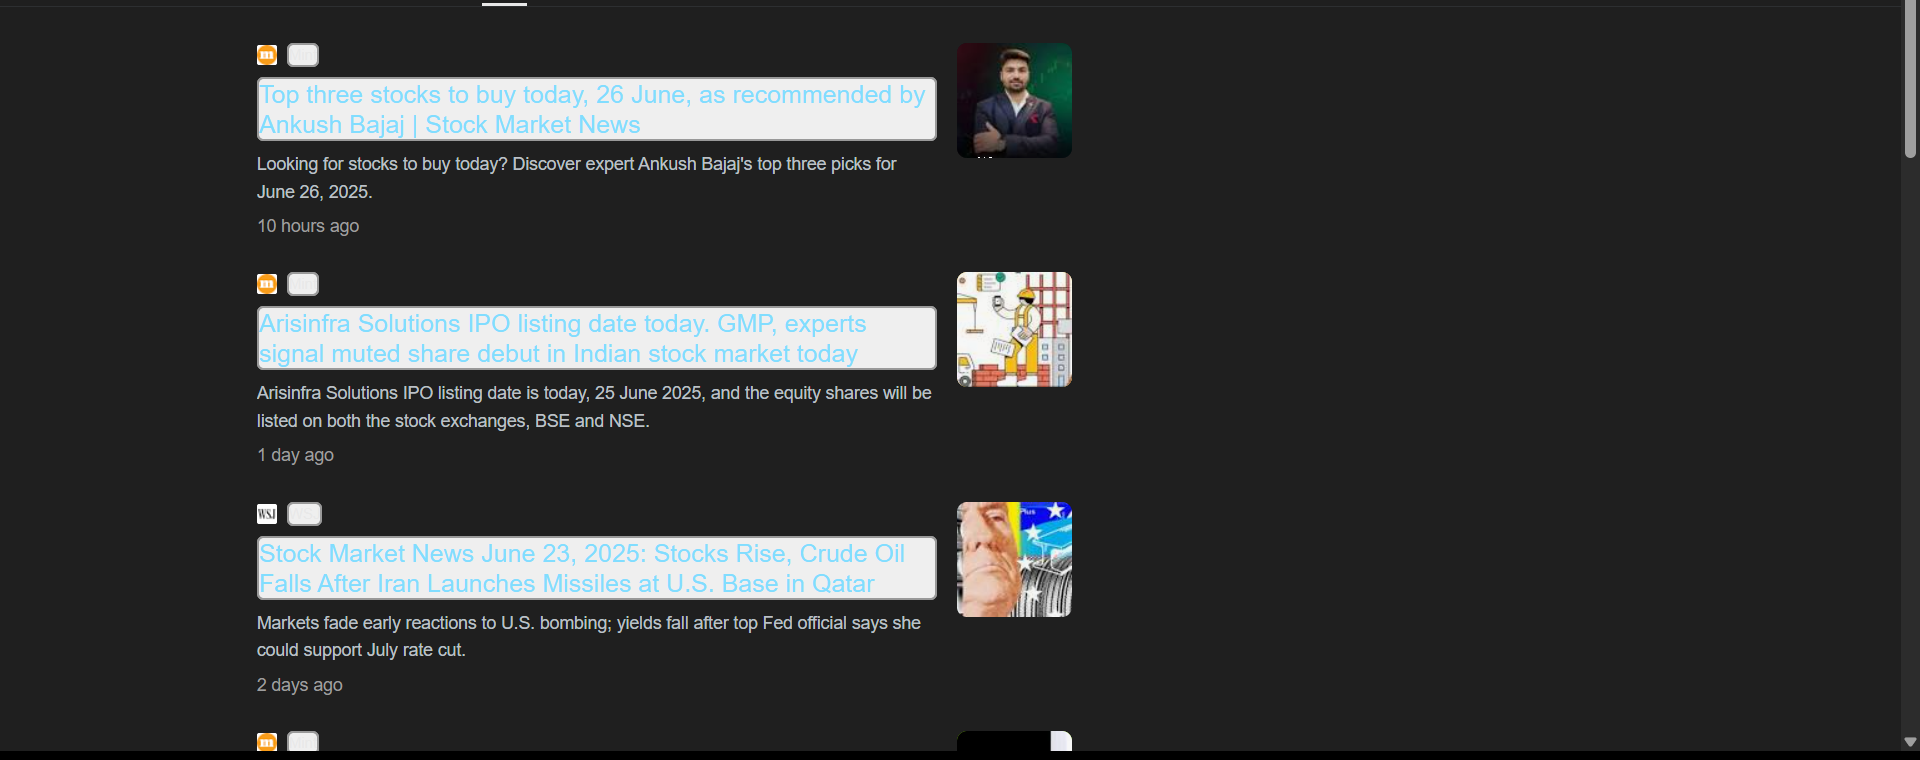 m
Top three stocks to buy today, 26 June, as recommended by
Ankush Bajaj | Stock Market News
Looking for stocks to buy today? Discover expert Ankush Bajaj's top three picks for
June 26, 2025.
10 hours ago
m
Arisinfra Solutions IPO listing date today. GMP, experts
signal muted share debut in Indian stock market today
Arisinfra Solutions IPO listing date is today, 25 June 2025, and the equity shares will be
listed on both the stock exchanges, BSE and NSE.
1 day ago
WSJ
Stock Market News June 23, 2025: Stocks Rise, Crude Oil
Falls After Iran Launches Missiles at U.S. Base in Qatar
Plus
Markets fade early reactions to U.S. bombing; yields fall after top Fed official says she
could support July rate cut.
2 days ago
m